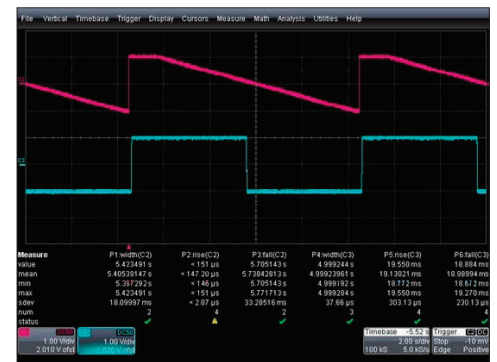 File Vertical Timebase Trigger Display Cursors Measure Math Analysis Utilities Help
Measure P1:width(C2) P2:rise(C2) P3:fall(C2) P4:width(C3) P5:rise(C3) P6:fall(C3)
value 5.423491 s < 151 µs 5.705143 s 4.999244 s 19.550 ms 18.884 ms
mean 5.40539147 s < 147.20 µs 5.73842813 s 4.99923961 s 19.13021 ms 18.98994 ms
min 5.387292 s < 146 µs 5.705143 s 4.999192 s 18.772 ms 18.672 ms
max 5.423491 s < 151 µs 5.771713 s 4.999284 s 19.550 ms 19.270 ms
sdev 18.09997 ms < 2.07 µs 33.28516 ms 37.66 µs 303.13 µs 230.13 µs
num 2 4 2 3 4 4
status
DC50 DC50 Timebase -5.52 s Trigger C2 DC
1.00 V/div 1.00 V/div 2.00 s/div Stop -10 mV
2.010 V ofst 100 kS 5.0 kS/s Edge Positive